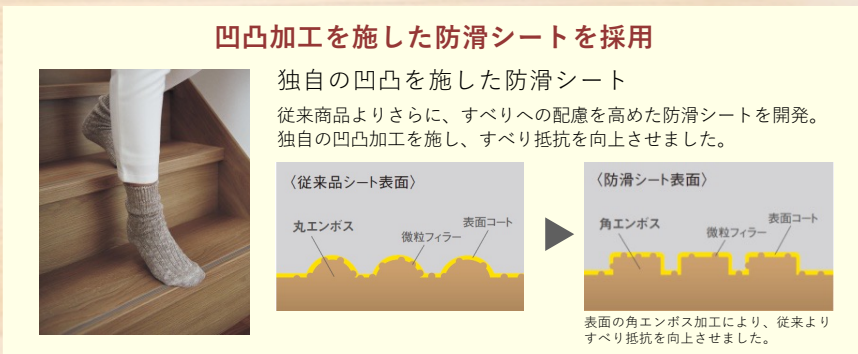 凹凸加工を施した防滑シートを採用
独自の凹凸を施した防滑シート
従来商品よりさらに、すべりへの配慮を高めた防滑シートを開発。
独自の凹凸加工を施し、すべり抵抗を向上させました。
〈従来品シート表面〉
丸エンボス
微粒フィラー
表面コート
〈防滑シート表面〉
角エンボス
微粒フィラー
表面コート
表面の角エンボス加工により、従来より
すべり抵抗を向上させました。